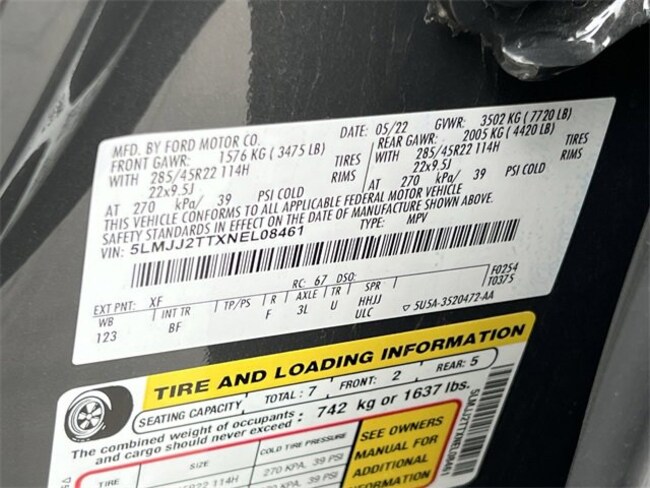 MFD. BY FORD MOTOR CO.
DATE: 05/22 GVWR: 3502 KG ( 7720 LB)
FRONT GAWR: 1576 KG ( 3475 LB) REAR GAWR: 2005 KG ( 4420 LB)
WITH 285/45R22 114H TIRES WITH 285/45R22 114H TIRES
22x9.5J RIMS 22x9.5J RIMS
AT 270 kPa/ 39 PSI COLD AT 270 kPa/ 39 PSI COLD
THIS VEHICLE CONFORMS TO ALL APPLICABLE FEDERAL MOTOR VEHICLE
SAFETY STANDARDS IN EFFECT ON THE DATE OF MANUFACTURE SHOWN ABOVE.
VIN: 5LMJJ2TTXNEL08461 TYPE: MPV
EXT PNT: XF RC: 67 DSO: F0254
WB INT TR TP/PS R AXLE TR SPR T0375
123 BF F 3L U HHJJ 5U5A-3520472-AA
ULC
TIRE AND LOADING INFORMATION
SEATING CAPACITY TOTAL : 7 FRONT: 2 REAR: 5
The combined weight of occupants
and cargo should never exceed : 742 kg or 1637 lbs.
TIRE SIZE COLD TIRE PRESSURE SEE OWNERS
MANUAL FOR
ADDITIONAL
INFORMATION
45R22 114H 270 KPA, 39 PSI
270 KPA, 39 PSI
5LMJJ2TTXNEL08461